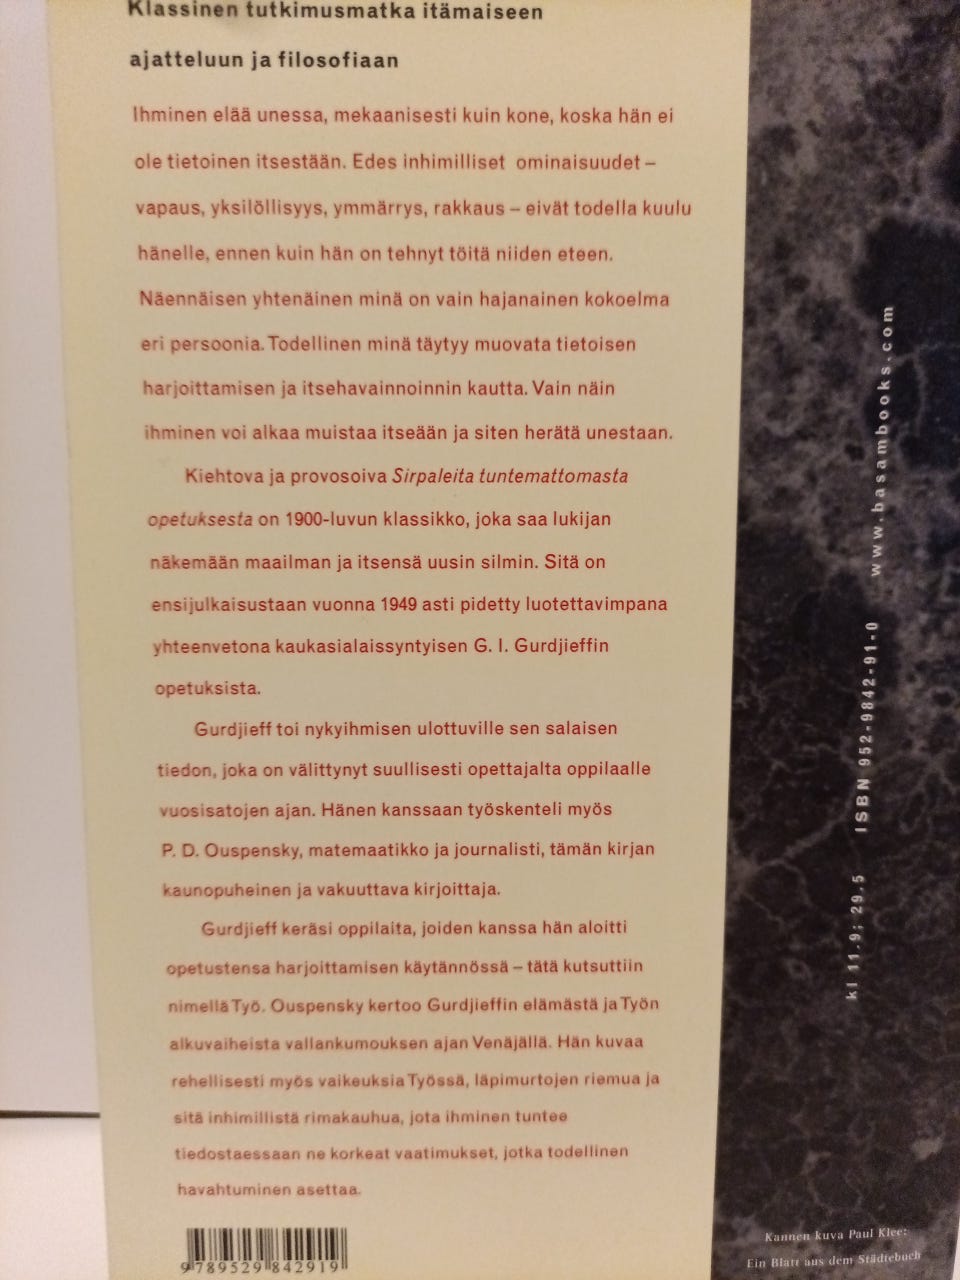 Klassinen tutkimusmatka itämaiseen
ajatteluun ja filosofiaan
Ihminen elää unessa, mekaanisesti kuin kone, koska hän ei
ole tietoinen itsestään. Edes inhimilliset ominaisuudet –
vapaus, yksilöllisyys, ymmärrys, rakkaus – eivät todella kuulu
hänelle, ennen kuin hän on tehnyt töitä niiden eteen.
Näennäisen yhtenäinen minä on vain hajanainen kokoelma
eri persoonia. Todellinen minä täytyy muovata tietoisen
harjoittamisen ja itsehavainnoinnin kautta. Vain näin
ihminen voi alkaa muistaa itseään ja siten herätä unestaan.
Kiehtova ja provosoiva Sirpaleita tuntemattomasta
opetuksesta on 1900-luvun klassikko, joka saa lukijan
näkemään maailman ja itsensä uusin silmin. Sitä on
ensijulkaisustaan vuonna 1949 asti pidetty luotettavimpana
yhteenvetona kaukasialaissyntyisen G. I. Gurdjieffin
opetuksista.
Gurdjieff toi nykyihmisen ulottuville sen salaisen
tiedon, joka on välittynyt suullisesti opettajalta oppilaalle
vuosisatojen ajan. Hänen kanssaan työskenteli myös
P. D. Ouspensky, matemaatikko ja journalisti, tämän kirjan
kaunopuheinen ja vakuuttava kirjoittaja.
Gurdjieff keräsi oppilaita, joiden kanssa hän aloitti
opetustensa harjoittamisen käytännössä – tätä kutsuttiin
nimellä Työ. Ouspensky kertoo Gurdjieffin elämästä ja Työn
alkuvaiheista vallankumouksen ajan Venäjällä. Hän kuvaa
rehellisesti myös vaikeuksia Työssä, läpimurtojen riemua ja
sitä inhimillistä rimakauhua, jota ihminen tuntee
tiedostaessaan ne korkeat vaatimukset, jotka todellinen
havahtuminen asettaa.
9 789529 842919
kl 11.9; 29.5 ISBN 952-9842-91-0 www.basambooks.com
Kannen kuva Paul Klee:
Ein Blatt aus dem Städtebuch